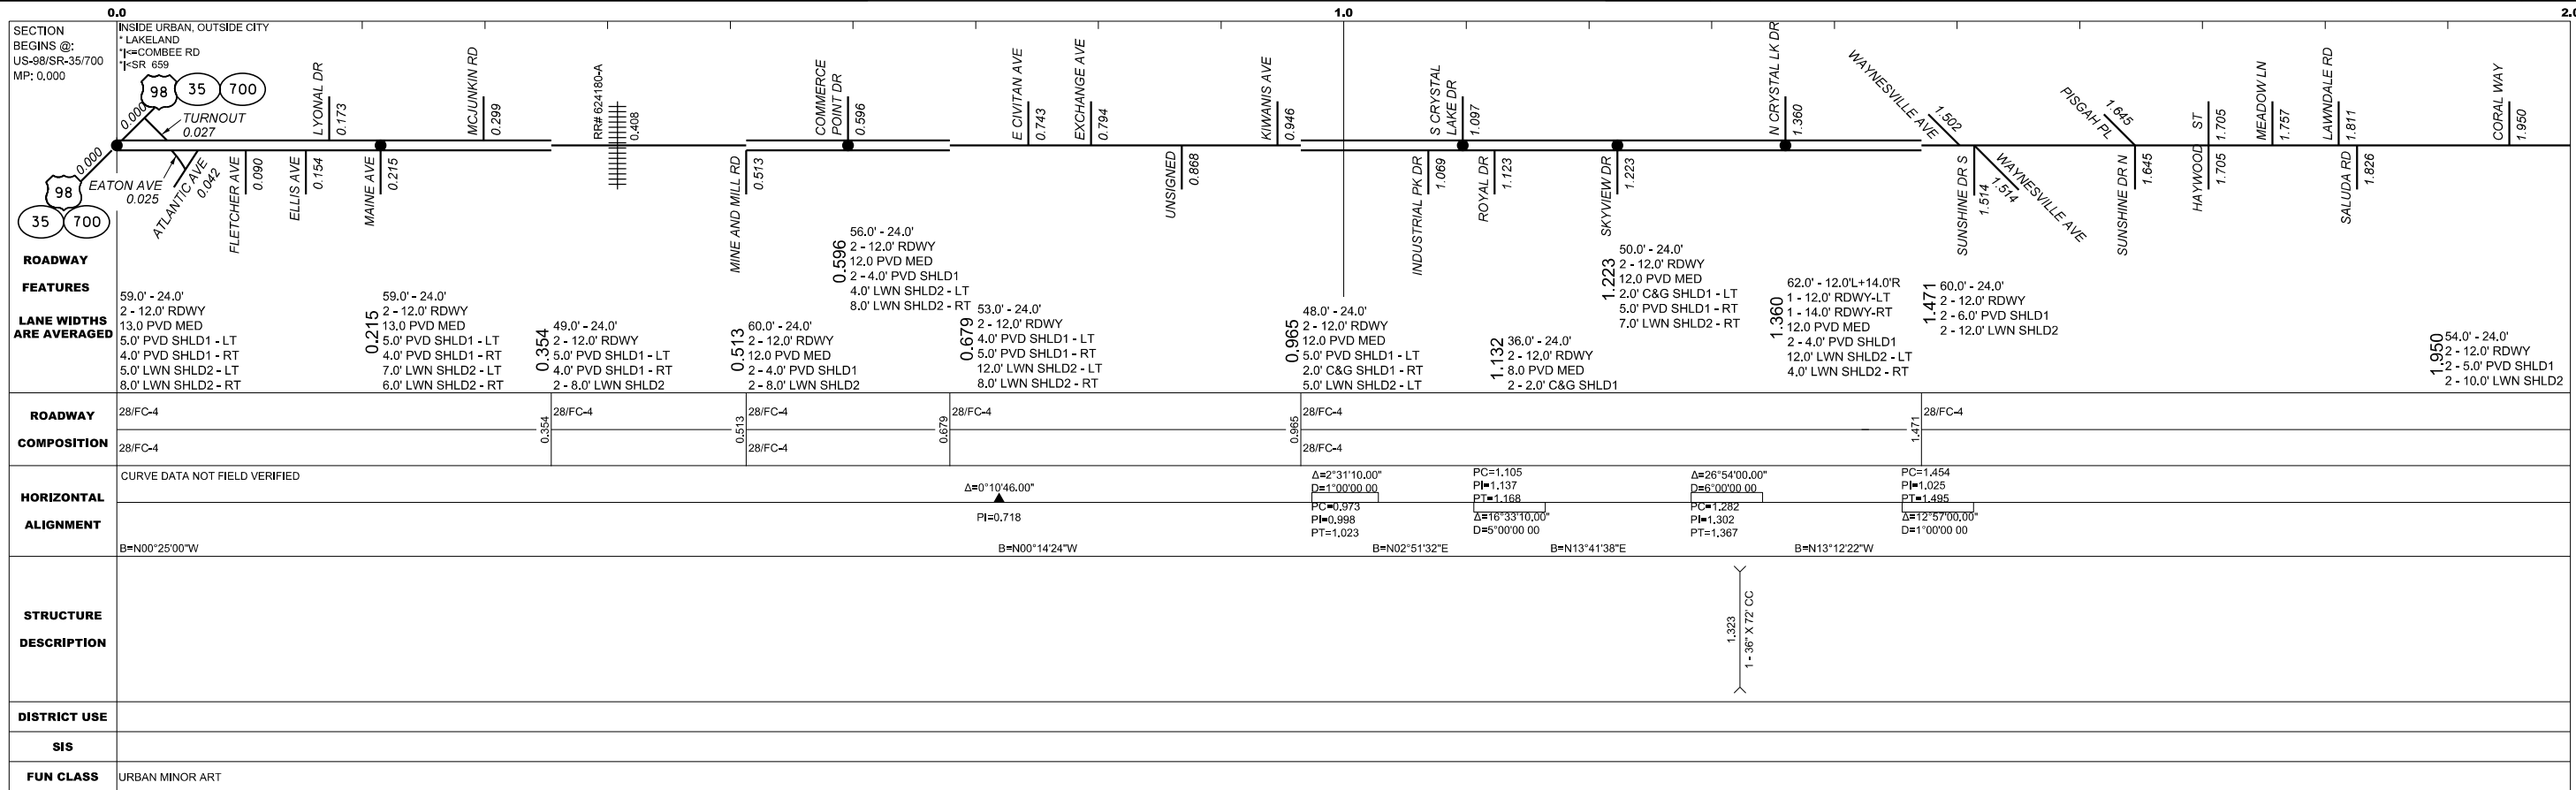 0.0
1.0
2.0
SECTION
BEGINS @:
US-98/SR-35/700
MP: 0.000
INSIDE URBAN, OUTSIDE CITY
* LAKELAND
*|<=COMBEE RD
*|<SR 659
98
35
700
0.000
TURNOUT
0.027
LYONAL DR
0.173
MCJUNKIN RD
0.299
RR# 624180-A
0.408
COMMERCE
POINT DR
0.596
E CIVITAN AVE
0.743
EXCHANGE AVE
0.794
KIWANIS AVE
0.946
S CRYSTAL
LAKE DR
1.097
N CRYSTAL LK DR
1.360
WAYNESVILLE AVE
1.502
PISGAH PL
1.645
HAYWOOD ST
1.705
MEADOW LN
1.757
LAWNDALE RD
1.811
CORAL WAY
1.950
0.000
98
35
700
EATON AVE
0.025
ATLANTIC AVE
0.042
FLETCHER AVE
0.090
ELLIS AVE
0.154
MAINE AVE
0.215
MINE AND MILL RD
0.513
UNSIGNED
0.868
INDUSTRIAL PK DR
1.069
ROYAL DR
1.123
SKYVIEW DR
1.223
SUNSHINE DR S
1.514
WAYNESVILLE AVE
1.514
SUNSHINE DR N
1.645
1.705
SALUDA RD
1.826
ROADWAY
FEATURES
LANE WIDTHS
ARE AVERAGED
59.0' - 24.0'
2 - 12.0' RDWY
13.0 PVD MED
5.0' PVD SHLD1 - LT
4.0' PVD SHLD1 - RT
5.0' LWN SHLD2 - LT
8.0' LWN SHLD2 - RT
0.215
59.0' - 24.0'
2 - 12.0' RDWY
13.0 PVD MED
5.0' PVD SHLD1 - LT
4.0' PVD SHLD1 - RT
7.0' LWN SHLD2 - LT
6.0' LWN SHLD2 - RT
0.354
49.0' - 24.0'
2 - 12.0' RDWY
5.0' PVD SHLD1 - LT
4.0' PVD SHLD1 - RT
2 - 8.0' LWN SHLD2
0.513
60.0' - 24.0'
2 - 12.0' RDWY
12.0 PVD MED
2 - 4.0' PVD SHLD1
2 - 8.0' LWN SHLD2
0.596
56.0' - 24.0'
2 - 12.0' RDWY
12.0 PVD MED
2 - 4.0' PVD SHLD1
4.0' LWN SHLD2 - LT
8.0' LWN SHLD2 - RT
0.679
53.0' - 24.0'
2 - 12.0' RDWY
4.0' PVD SHLD1 - LT
5.0' PVD SHLD1 - RT
12.0' LWN SHLD2 - LT
8.0' LWN SHLD2 - RT
0.965
48.0' - 24.0'
2 - 12.0' RDWY
12.0 PVD MED
5.0' PVD SHLD1 - LT
2.0' C&G SHLD1 - RT
5.0' LWN SHLD2 - LT
1.132
36.0' - 24.0'
2 - 12.0' RDWY
8.0 PVD MED
2 - 2.0' C&G SHLD1
1.223
50.0' - 24.0'
2 - 12.0' RDWY
12.0 PVD MED
2.0' C&G SHLD1 - LT
5.0' PVD SHLD1 - RT
7.0' LWN SHLD2 - RT
1.360
62.0' - 12.0'L+14.0'R
1 - 12.0' RDWY-LT
1 - 14.0' RDWY-RT
12.0 PVD MED
2 - 4.0' PVD SHLD1
12.0' LWN SHLD2 - LT
4.0' LWN SHLD2 - RT
1.471
60.0' - 24.0'
2 - 12.0' RDWY
2 - 6.0' PVD SHLD1
2 - 12.0' LWN SHLD2
1.950
54.0' - 24.0'
2 - 12.0' RDWY
2 - 5.0' PVD SHLD1
2 - 10.0' LWN SHLD2
ROADWAY
COMPOSITION
28/FC-4
28/FC-4
0.354
28/FC-4
0.513
28/FC-4
28/FC-4
0.679
28/FC-4
0.965
28/FC-4
28/FC-4
1.471
28/FC-4
HORIZONTAL
ALIGNMENT
CURVE DATA NOT FIELD VERIFIED
B=N00°25'00"W
Δ=0°10'46.00"
PI=0.718
B=N00°14'24"W
Δ=2°31'10.00"
D=1°00'00 00
PC=0.973
PI=0.998
PT=1.023
B=N02°51'32"E
PC=1.105
PI=1.137
PT=1.168
Δ=16°33'10.00"
D=5°00'00 00
B=N13°41'38"E
Δ=26°54'00.00"
D=6°00'00 00
PC=1.282
PI=1.302
PT=1.367
B=N13°12'22"W
PC=1.454
PI=1.025
PT=1.495
Δ=12°57'00.00"
D=1°00'00 00
STRUCTURE
DESCRIPTION
1.323
1 - 36" X 72' CC
DISTRICT USE
SIS
FUN CLASS
URBAN MINOR ART